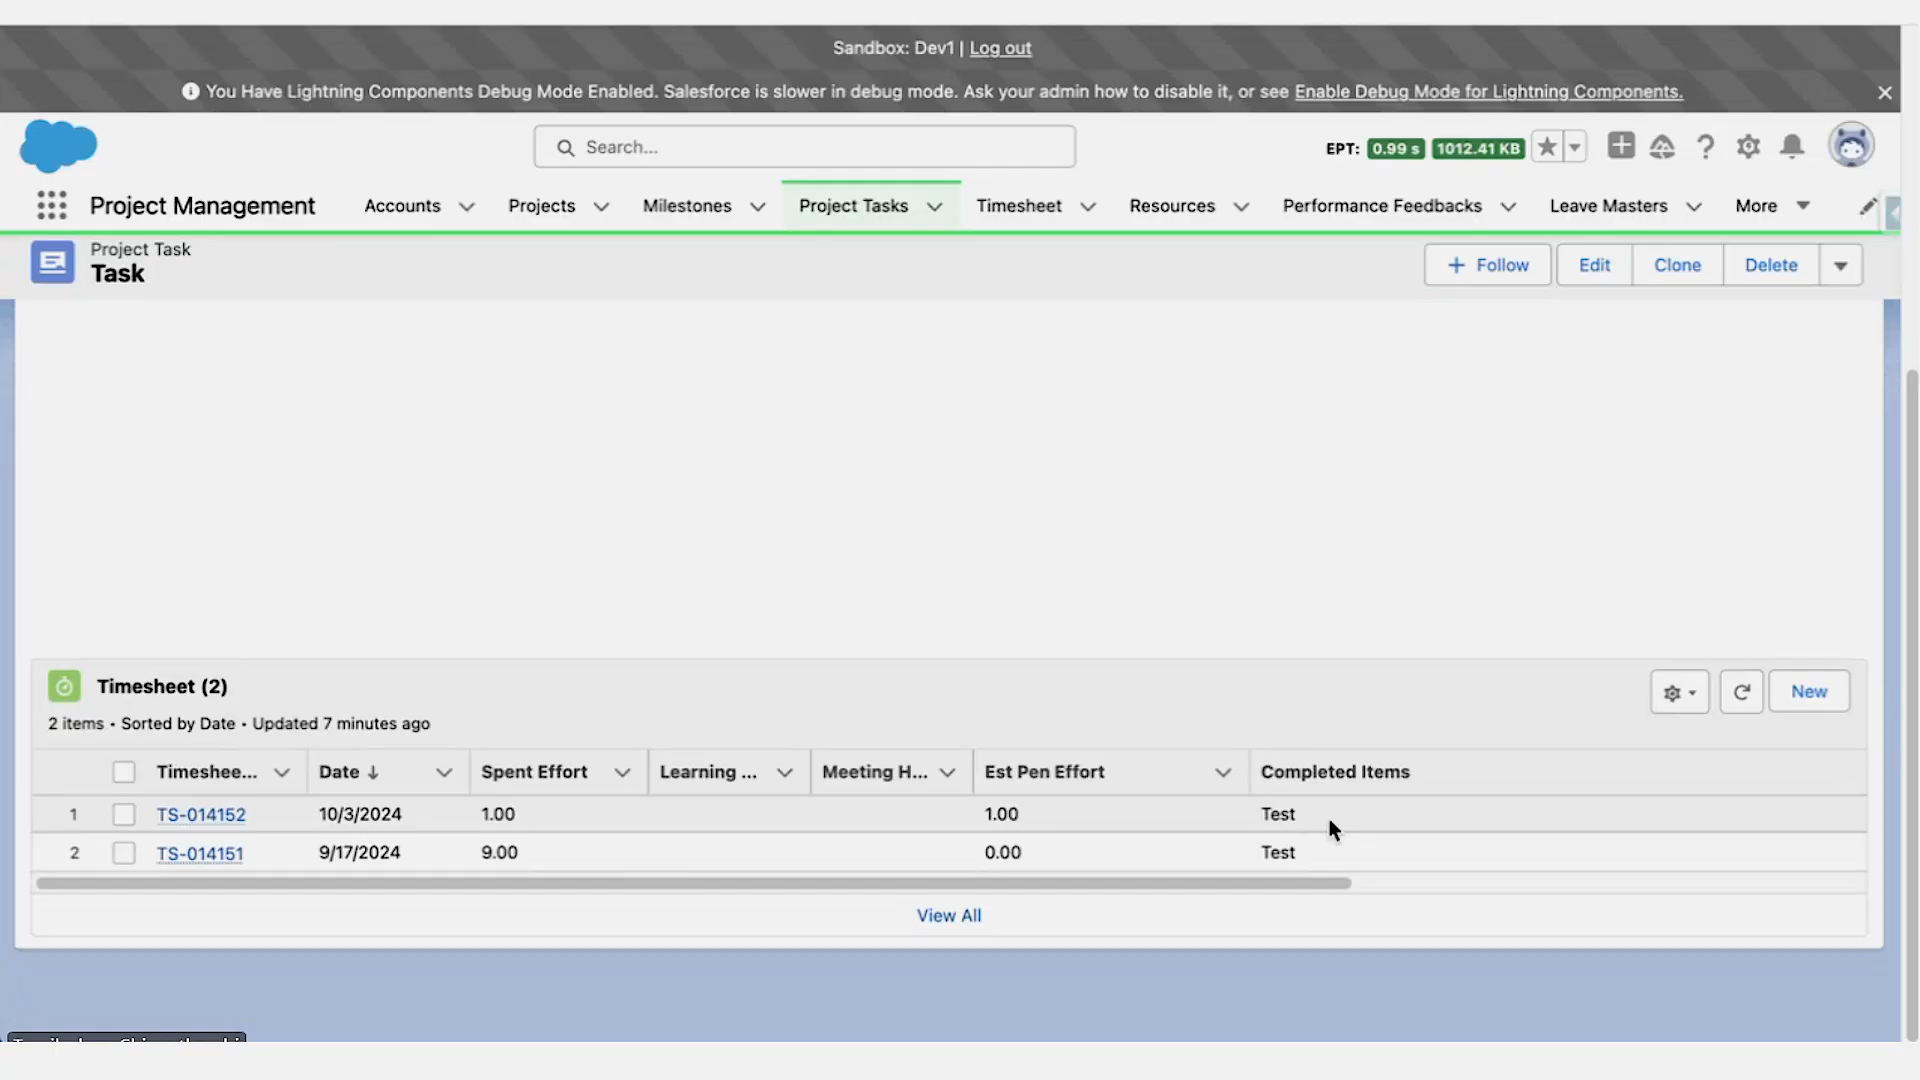 Sandbox: Dev1 | Log out
You Have Lightning Components Debug Mode Enabled. Salesforce is slower in debug mode. Ask your admin how to disable it, or see Enable Debug Mode for Lightning Components.
Search...
EPT: 0.99 s 1012.41 KB
Project Management Accounts Projects Milestones Project Tasks Timesheet Resources Performance Feedbacks Leave Masters More
Project Task
Task
+ Follow Edit Clone Delete
Timesheet (2)
New
2 items • Sorted by Date • Updated 7 minutes ago
Timeshee... Date ↓ Spent Effort Learning ... Meeting H... Est Pen Effort Completed Items
1 TS-014152 10/3/2024 1.00 1.00 Test
2 TS-014151 9/17/2024 9.00 0.00 Test
View All